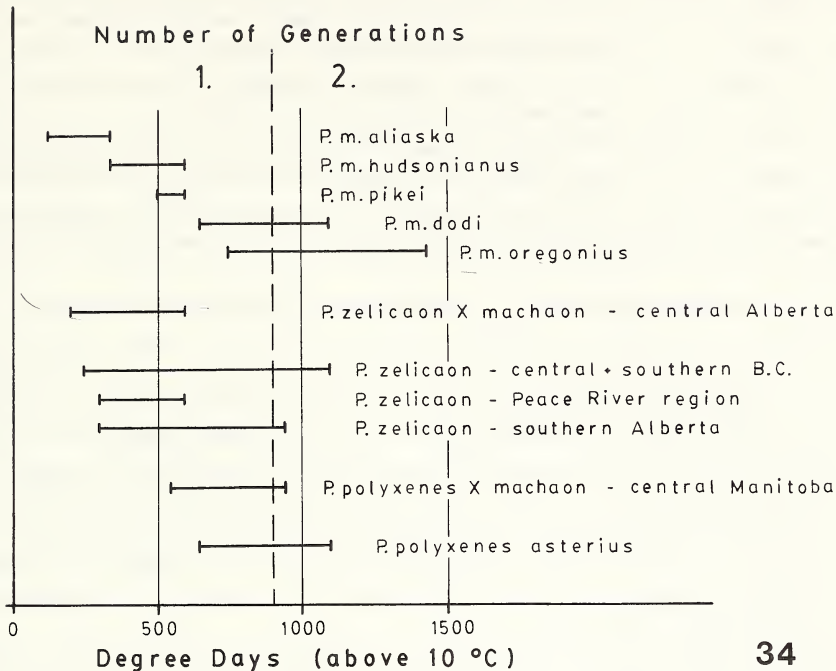 Number of Generations
1. 2.
P. m. aliaska
P. m. hudsonianus
P. m. pikei
P. m. dodi
P. m. oregonius
P. zelicaon X machaon - central Alberta
P. zelicaon - central + southern B.C.
P. zelicaon - Peace River region
P. zelicaon - southern Alberta
P. polyxenes X machaon - central Manitoba
P. polyxenes asterius
0 500 1000 1500
Degree Days (above 10 °C)
34